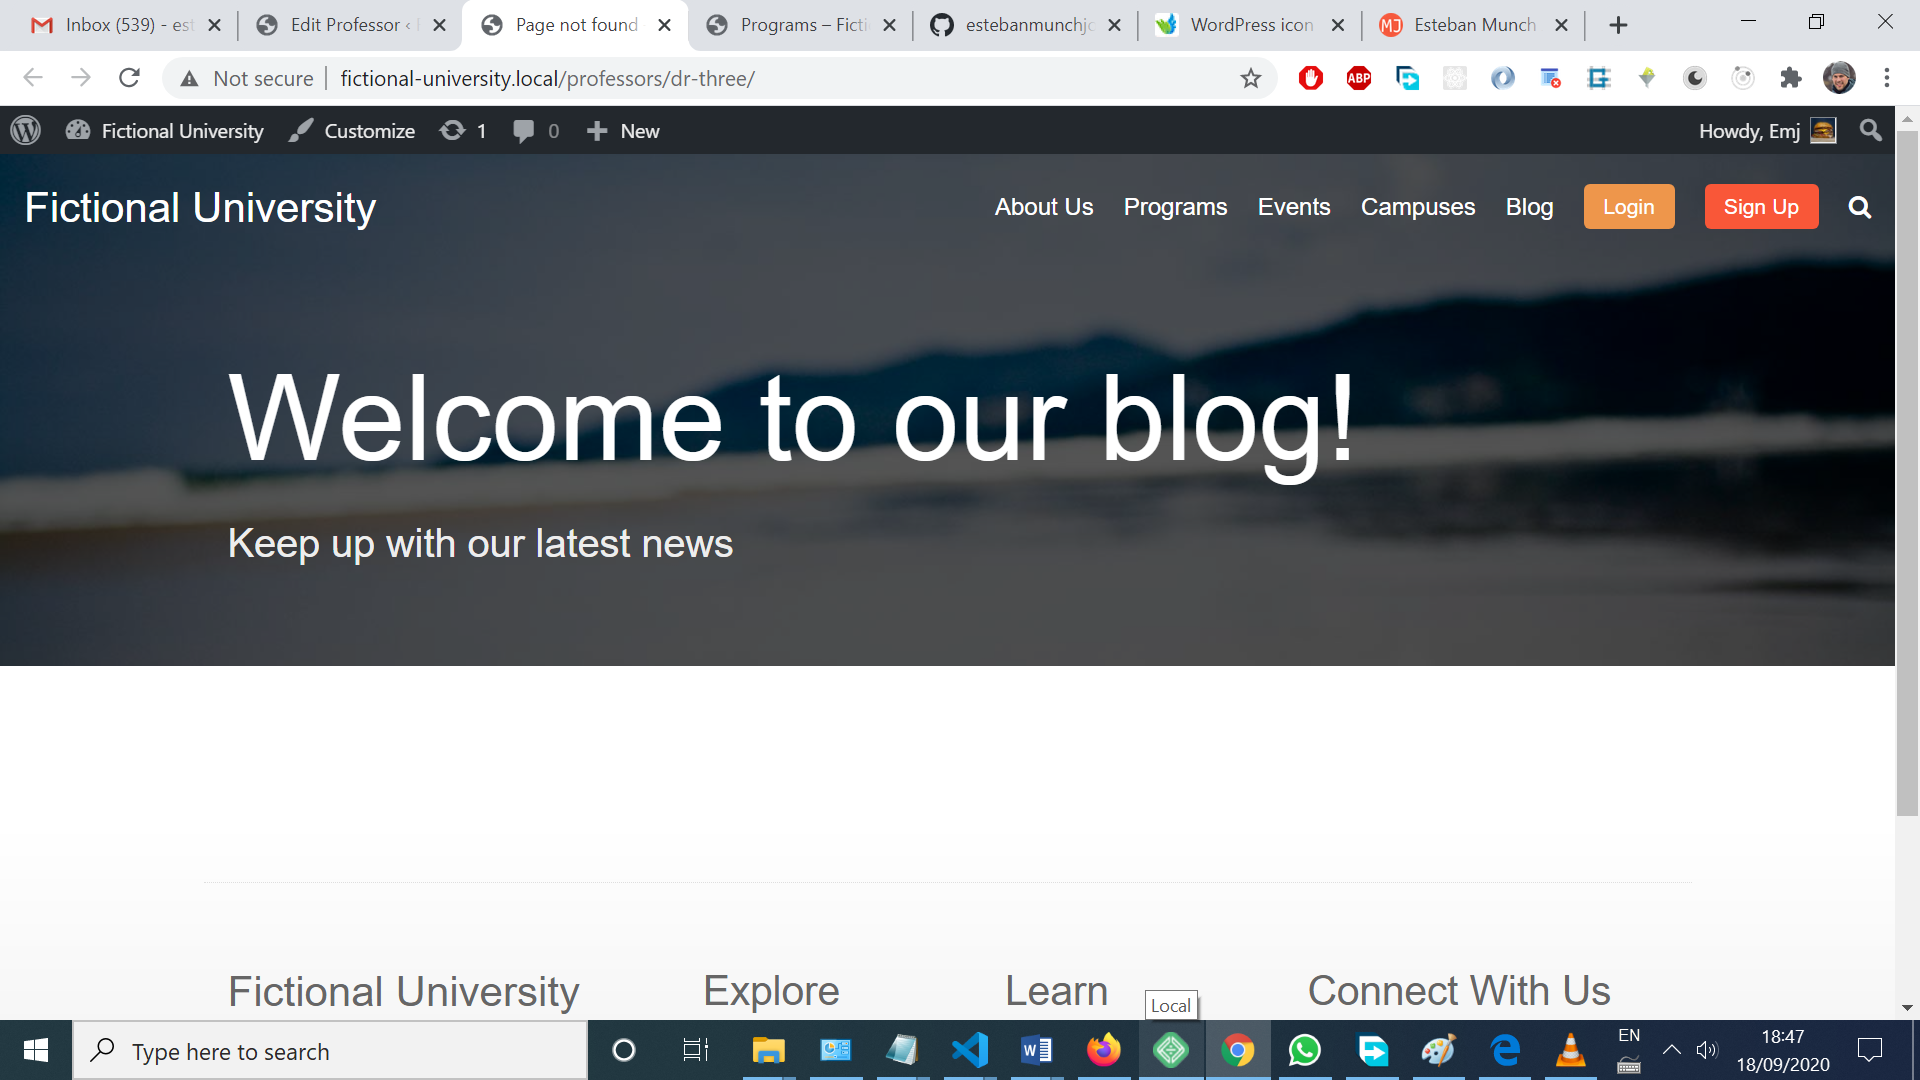 Inbox (539) - est
Edit Professor ‹
Page not found
Programs – Ficti
estebanmunchjo
WordPress icon
MJ
Esteban Munch
Not secure
fictional-university.local/professors/dr-three/
ABP
Fictional University
Customize
1
0
New
Howdy, Emj
Fictional University
About Us
Programs
Events
Campuses
Blog
Login
Sign Up
Welcome to our blog!
Keep up with our latest news
Fictional University
Explore
Learn
Connect With Us
Local
Type here to search
EN
18:47
18/09/2020